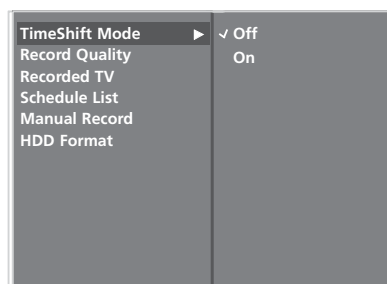 TimeShift Mode ▶ ✓ Off
Record Quality On
Recorded TV
Schedule List
Manual Record
HDD Format